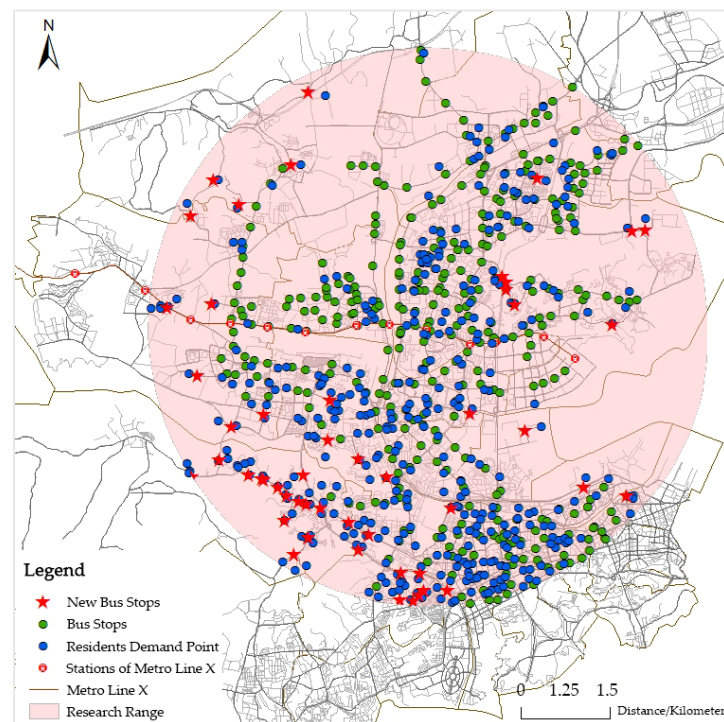 N
Legend
New Bus Stops
Bus Stops
Residents Demand Point
Stations of Metro Line X
Metro Line X
Research Range
0 1.25 1.5
Distance/Kilometer